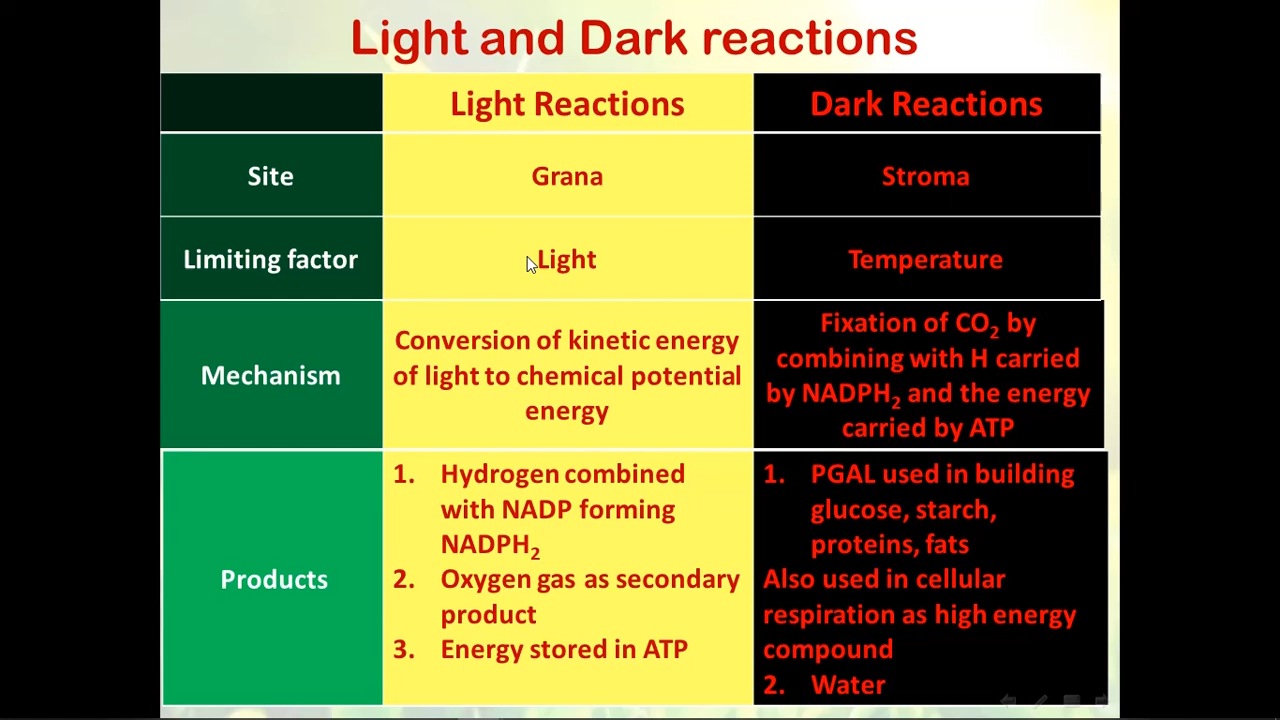 Light and Dark reactions
Light Reactions
Dark Reactions
Site
Grana
Stroma
Limiting factor
Light
Temperature
Mechanism
Conversion of kinetic energy
of light to chemical potential
energy
Fixation of CO₂ by
combining with H carried
by NADPH₂ and the energy
carried by ATP
Products
1. Hydrogen combined
with NADP forming
NADPH₂
2. Oxygen gas as secondary
product
3. Energy stored in ATP
1. PGAL used in building
glucose, starch,
proteins, fats
Also used in cellular
respiration as high energy
compound
2. Water